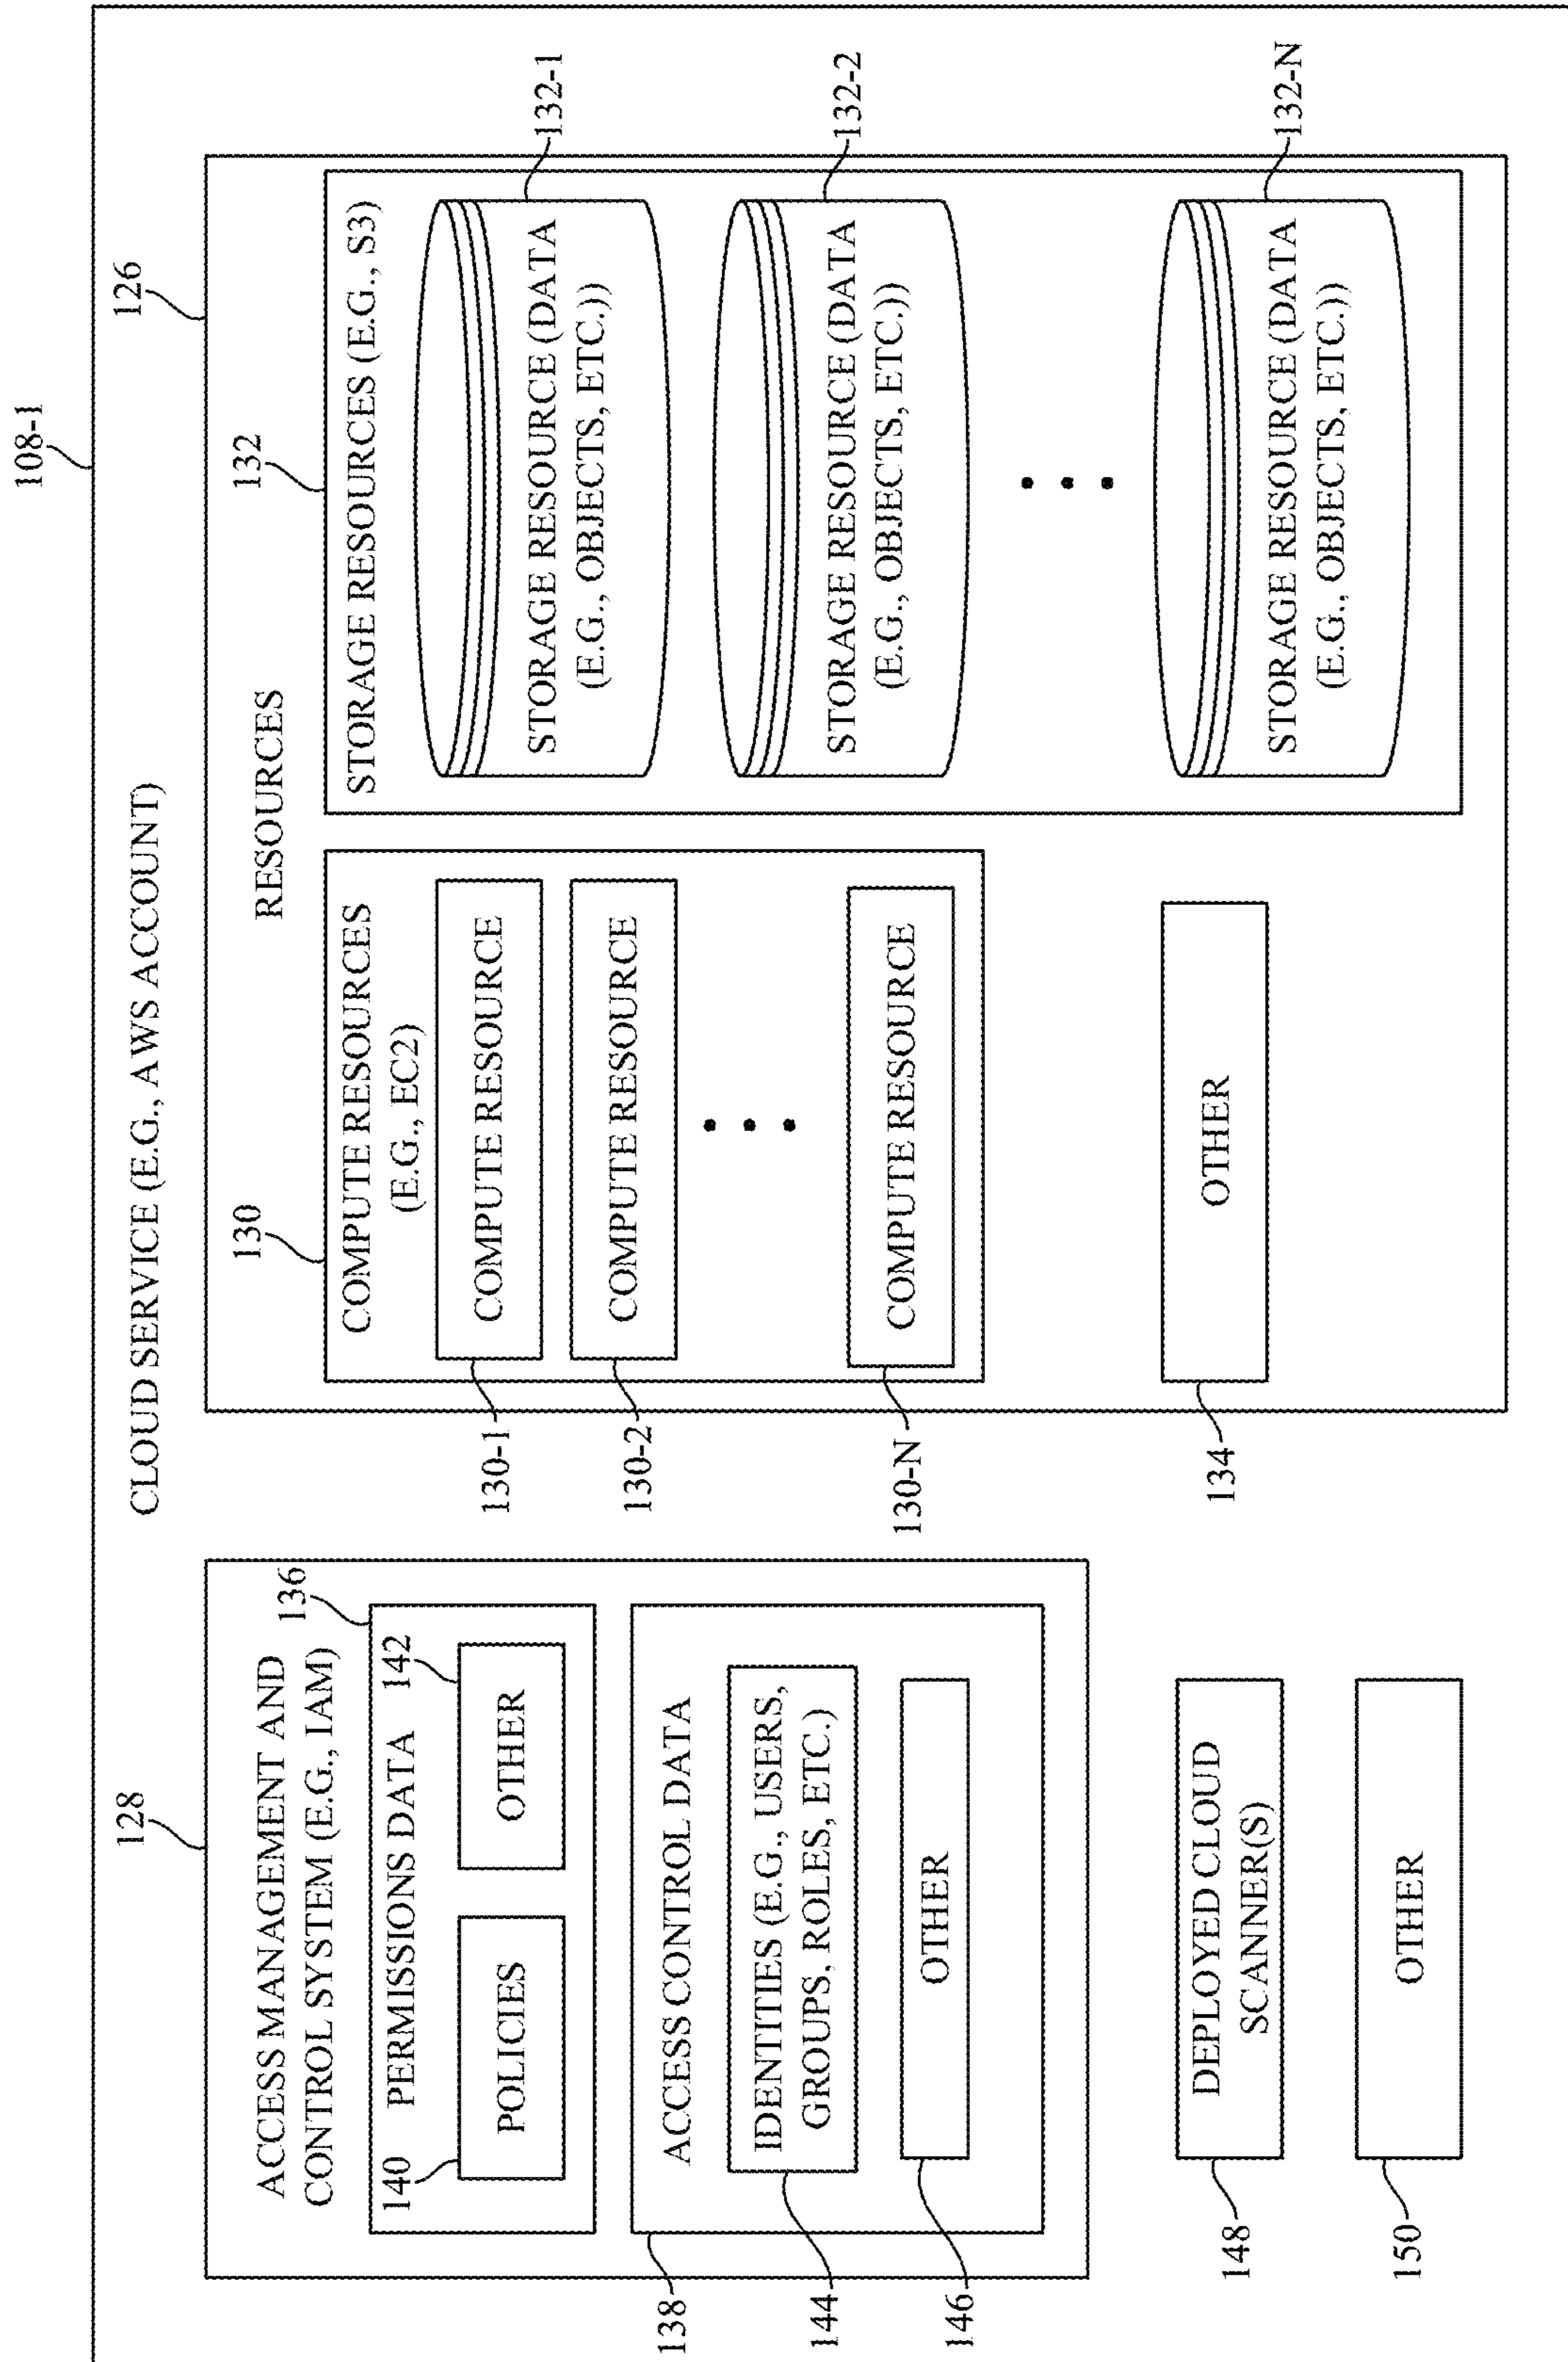 108-1
CLOUD SERVICE (E.G., AWS ACCOUNT)
128
ACCESS MANAGEMENT AND
CONTROL SYSTEM (E.G., IAM)
136
PERMISSIONS DATA
140
POLICIES
142
OTHER
138
ACCESS CONTROL DATA
144
IDENTITIES (E.G., USERS,
GROUPS, ROLES, ETC.)
146
OTHER
148
DEPLOYED CLOUD
SCANNER(S)
150
OTHER
126
RESOURCES
130
COMPUTE RESOURCES
(E.G., EC2)
130-1
COMPUTE RESOURCE
130-2
COMPUTE RESOURCE
130-N
COMPUTE RESOURCE
134
OTHER
132
STORAGE RESOURCES (E.G., S3)
132-1
STORAGE RESOURCE (DATA
(E.G., OBJECTS, ETC.))
132-2
STORAGE RESOURCE (DATA
(E.G., OBJECTS, ETC.))
132-N
STORAGE RESOURCE (DATA
(E.G., OBJECTS, ETC.))